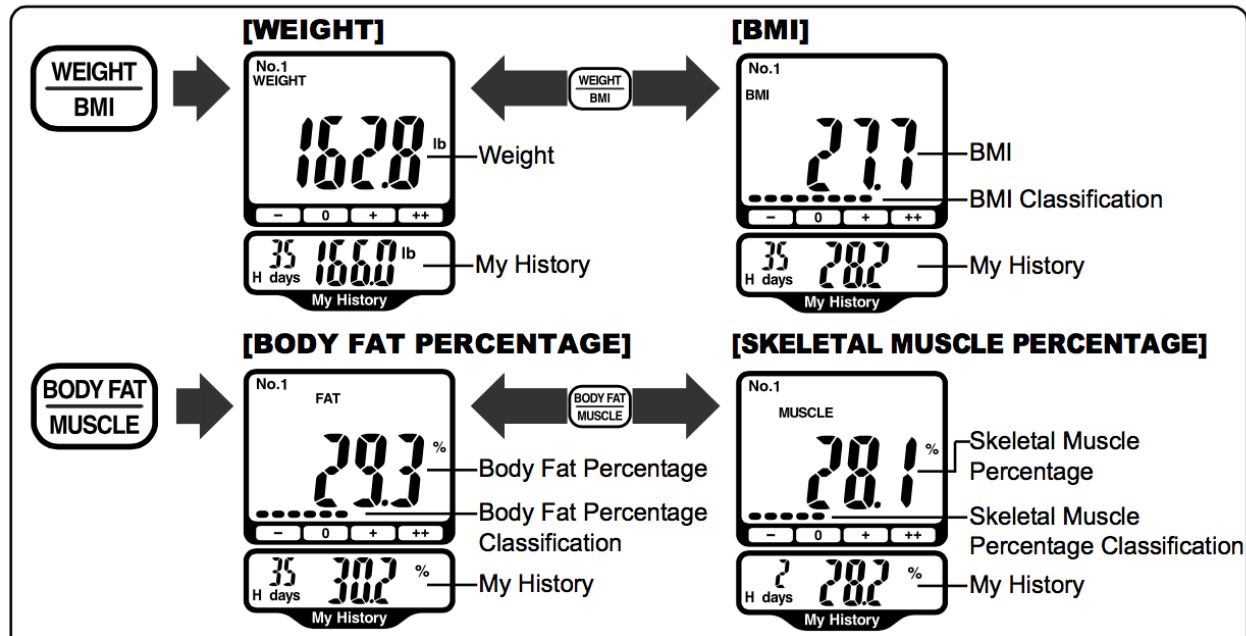 [WEIGHT]
[BMI]
WEIGHT
BMI
No.1
WEIGHT
162.8 lb
Weight
− 0 + ++
35
H days
166.0 lb
My History
My History
WEIGHT
BMI
No.1
BMI
27.7
BMI
BMI Classification
− 0 + ++
35
H days
28.2
My History
My History
[BODY FAT PERCENTAGE]
[SKELETAL MUSCLE PERCENTAGE]
BODY FAT
MUSCLE
No.1
FAT
29.3 %
Body Fat Percentage
Body Fat Percentage
Classification
− 0 + ++
35
H days
30.2 %
My History
My History
BODY FAT
MUSCLE
No.1
MUSCLE
28.1 %
Skeletal Muscle
Percentage
Skeletal Muscle
Percentage Classification
− 0 + ++
2
H days
28.2 %
My History
My History